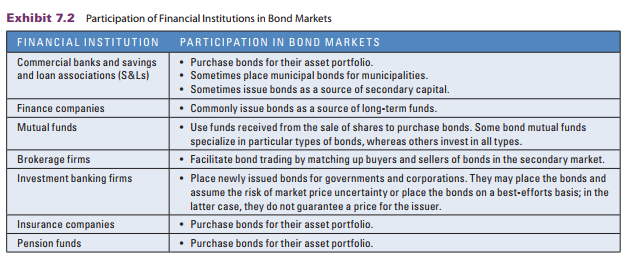 Exhibit 7.2 Participation of Financial Institutions in Bond Markets
FINANCIAL INSTITUTION PARTICIPATION IN BOND MARKETS
Commercial banks and savings • Purchase bonds for their asset portfolio.
and loan associations (S&Ls) • Sometimes place municipal bonds for municipalities.
• Sometimes issue bonds as a source of secondary capital.
Finance companies • Commonly issue bonds as a source of long-term funds.
Mutual funds • Use funds received from the sale of shares to purchase bonds. Some bond mutual funds
specialize in particular types of bonds, whereas others invest in all types.
Brokerage firms • Facilitate bond trading by matching up buyers and sellers of bonds in the secondary market.
Investment banking firms • Place newly issued bonds for governments and corporations. They may place the bonds and
assume the risk of market price uncertainty or place the bonds on a best-efforts basis; in the
latter case, they do not guarantee a price for the issuer.
Insurance companies • Purchase bonds for their asset portfolio.
Pension funds • Purchase bonds for their asset portfolio.